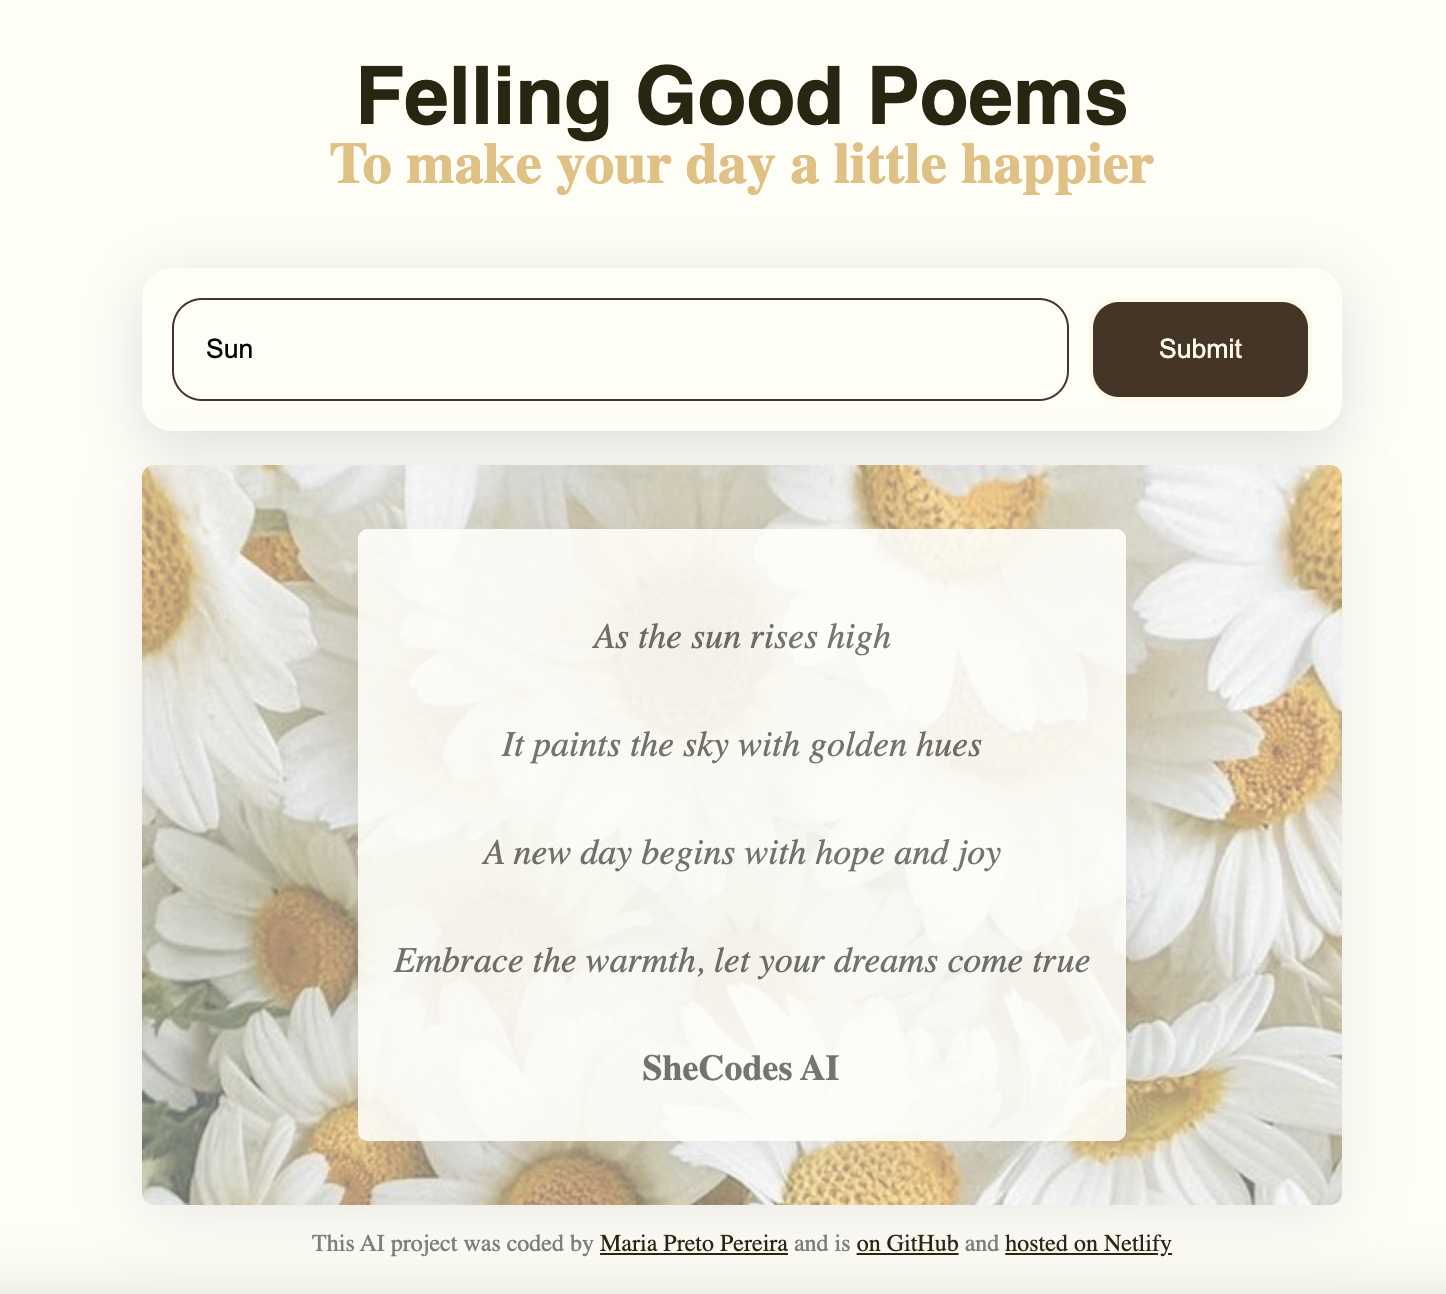 Felling Good Poems
To make your day a little happier
Sun
Submit
As the sun rises high
It paints the sky with golden hues
A new day begins with hope and joy
Embrace the warmth, let your dreams come true
SheCodes AI
This AI project was coded by Maria Preto Pereira and is on GitHub and hosted on Netlify